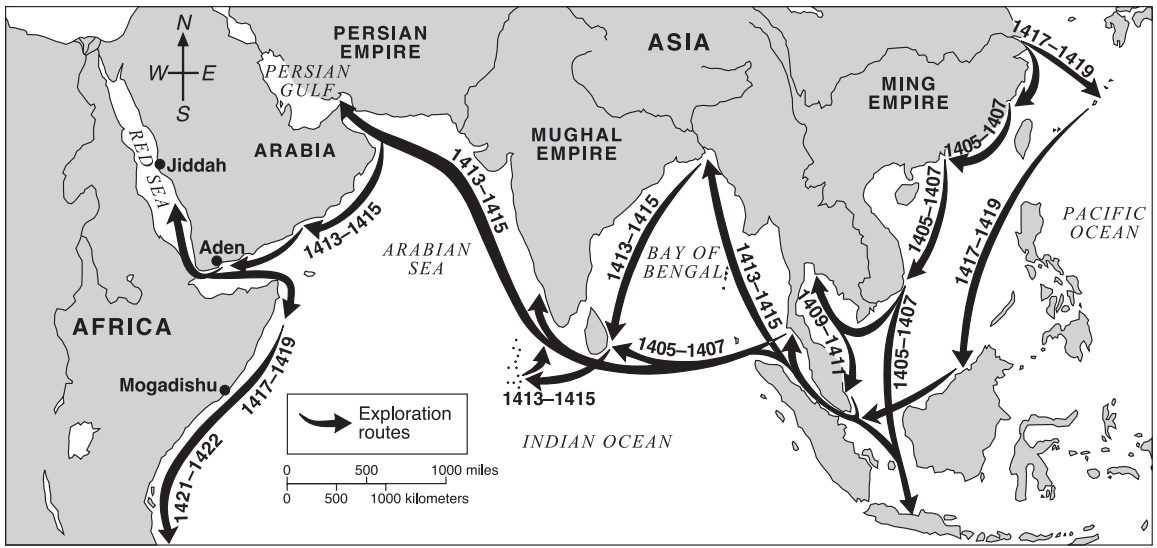 N
W
E
S
PERSIAN
EMPIRE
PERSIAN
GULF
ASIA
MING
EMPIRE
1417–1419
1405–1407
MUGHAL
EMPIRE
ARABIA
RED SEA
Jiddah
1413–1415
1413–1415
Aden
ARABIAN
SEA
1413–1415
BAY OF
BENGAL
1413–1415
1405–1407
1417–1419
PACIFIC
OCEAN
AFRICA
1409–1411
1405–1407
1405–1407
Mogadishu
1417–1419
1413–1415
1421–1422
Exploration
routes
INDIAN OCEAN
0 500 1000 miles
0 500 1000 kilometers